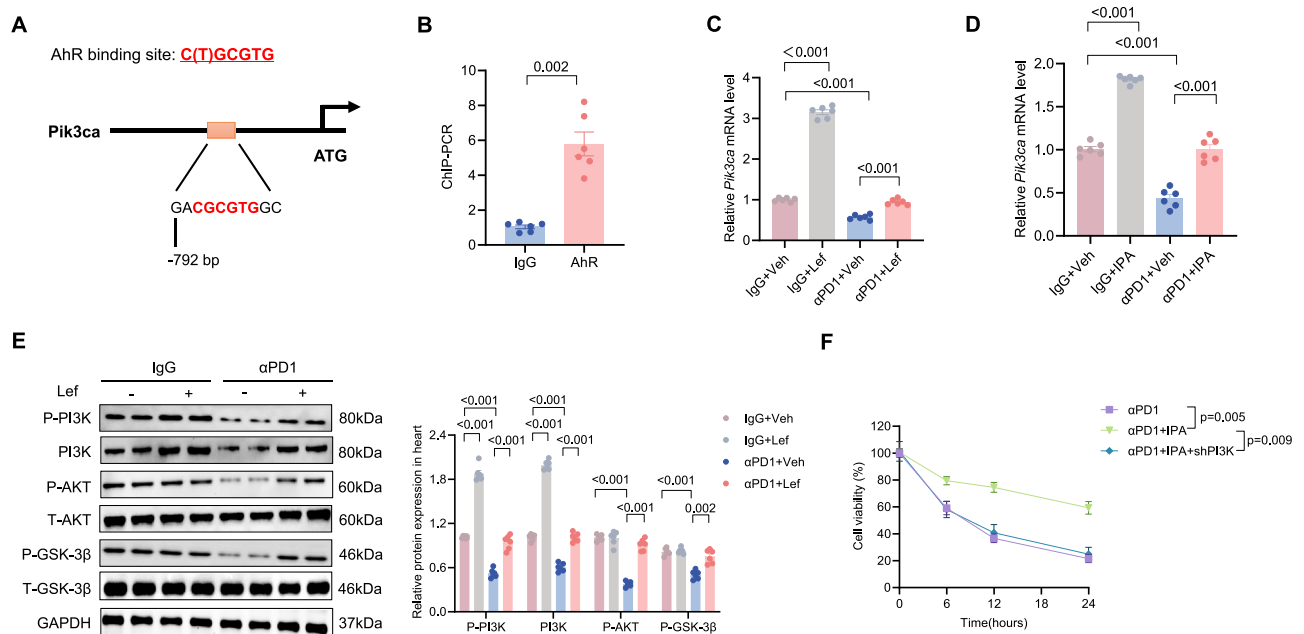 A
AhR binding site: C(T)GCGTG
Pik3ca
ATG
GACGCGTGGC
-792 bp
B
ChIP-PCR
10
8
6
4
2
0
0.002
IgG
AhR
C
Relative Pik3ca mRNA level
4
3
2
1
0
<0.001
<0.001
<0.001
IgG+Veh
IgG+Lef
αPD1+Veh
αPD1+Lef
D
Relative Pik3ca mRNA level
2.0
1.5
1.0
0.5
0.0
<0.001
<0.001
<0.001
IgG+Veh
IgG+IPA
αPD1+Veh
αPD1+IPA
E
IgG αPD1
Lef - + - +
P-PI3K 80kDa
PI3K 80kDa
P-AKT 60kDa
T-AKT 60kDa
P-GSK-3β 46kDa
T-GSK-3β 46kDa
GAPDH 37kDa
Relative protein expression in heart
2.4
1.8
1.2
0.6
0.0
<0.001 <0.001
<0.001 <0.001 <0.001 <0.001
<0.001 <0.001
<0.001 0.002
P-PI3K PI3K P-AKT P-GSK-3β
IgG+Veh
IgG+Lef
αPD1+Veh
αPD1+Lef
F
αPD1
αPD1+IPA
αPD1+IPA+shPI3K
p=0.005
p=0.009
Cell viability (%)
120
100
80
60
40
20
0
0 6 12 18 24
Time(hours)